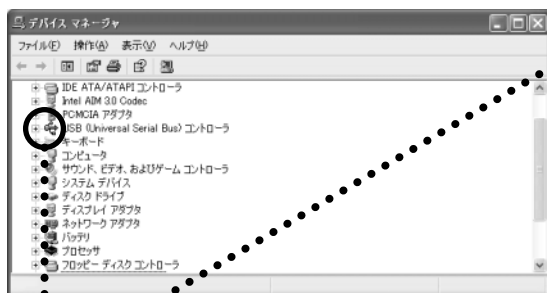 デバイス マネージャ
ファイル(F) 操作(A) 表示(V) ヘルプ(H)
IDE ATA/ATAPI コントローラ
Intel AIM 3.0 Codec
PCMCIA アダプタ
USB (Universal Serial Bus) コントローラ
キーボード
コンピュータ
サウンド、ビデオ、およびゲーム コントローラ
システム デバイス
ディスク ドライブ
ディスプレイ アダプタ
ネットワーク アダプタ
バッテリ
プロセッサ
フロッピー ディスク コントローラ